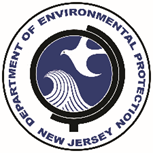 DEPARTMENT OF ENVIRONMENTAL PROTECTION
NEW JERSEY